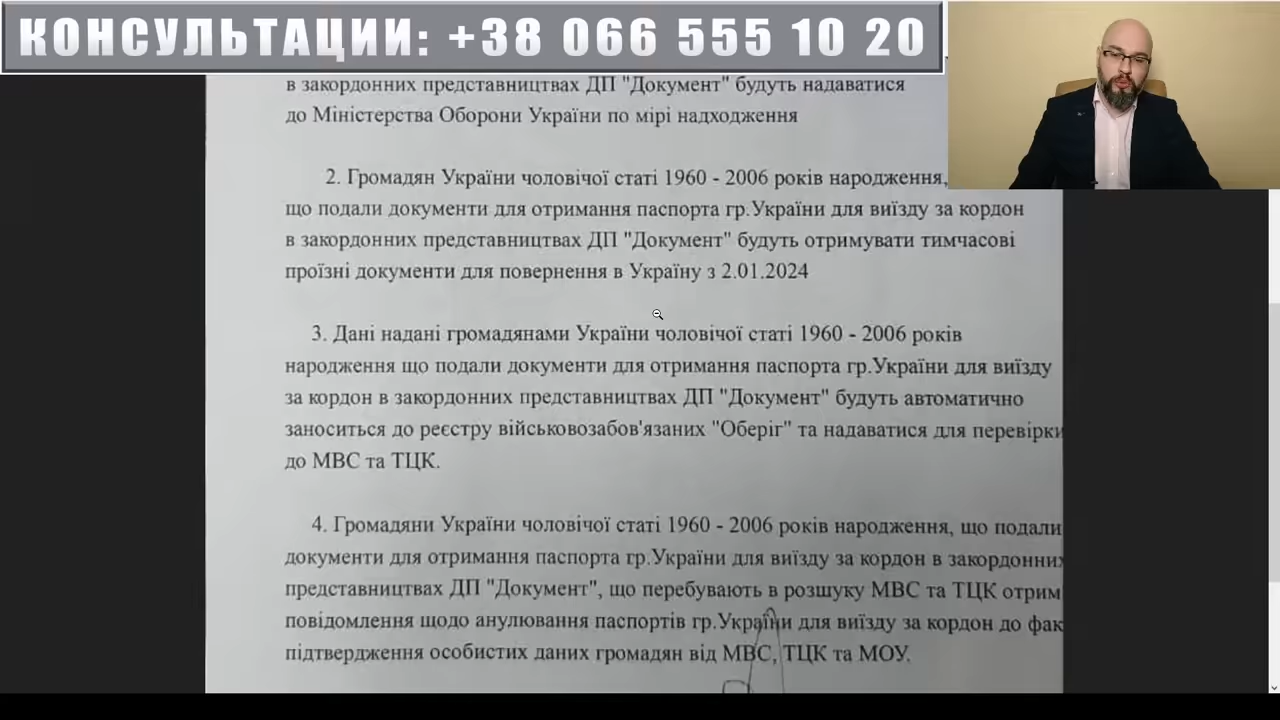 КОНСУЛЬТАЦИИ: +38 066 555 10 20
в закордонних представництвах ДП "Документ" будуть надаватися
до Міністерства Оборони України по мірі надходження
2. Громадян України чоловічої статі 1960 - 2006 років народження,
що подали документи для отримання паспорта гр.України для виїзду за кордон
в закордонних представництвах ДП "Документ" будуть отримувати тимчасові
проїзні документи для повернення в Україну з 2.01.2024
3. Дані надані громадянами України чоловічої статі 1960 - 2006 років
народження що подали документи для отримання паспорта гр.України для виїзду
за кордон в закордонних представництвах ДП "Документ" будуть автоматично
заноситься до реєстру військовозабов'язаних "Оберіг" та надаватися для перевірки
до МВС та ТЦК.
4. Громадяни України чоловічої статі 1960 - 2006 років народження, що подали
документи для отримання паспорта гр.України для виїзду за кордон в закордонних
представництвах ДП "Документ", що перебувають в розшуку МВС та ТЦК отрим
повідомлення щодо анулювання паспортів гр.України для виїзду за кордон до фак
підтвердження особистих даних громадян від МВС, ТЦК та МОУ.